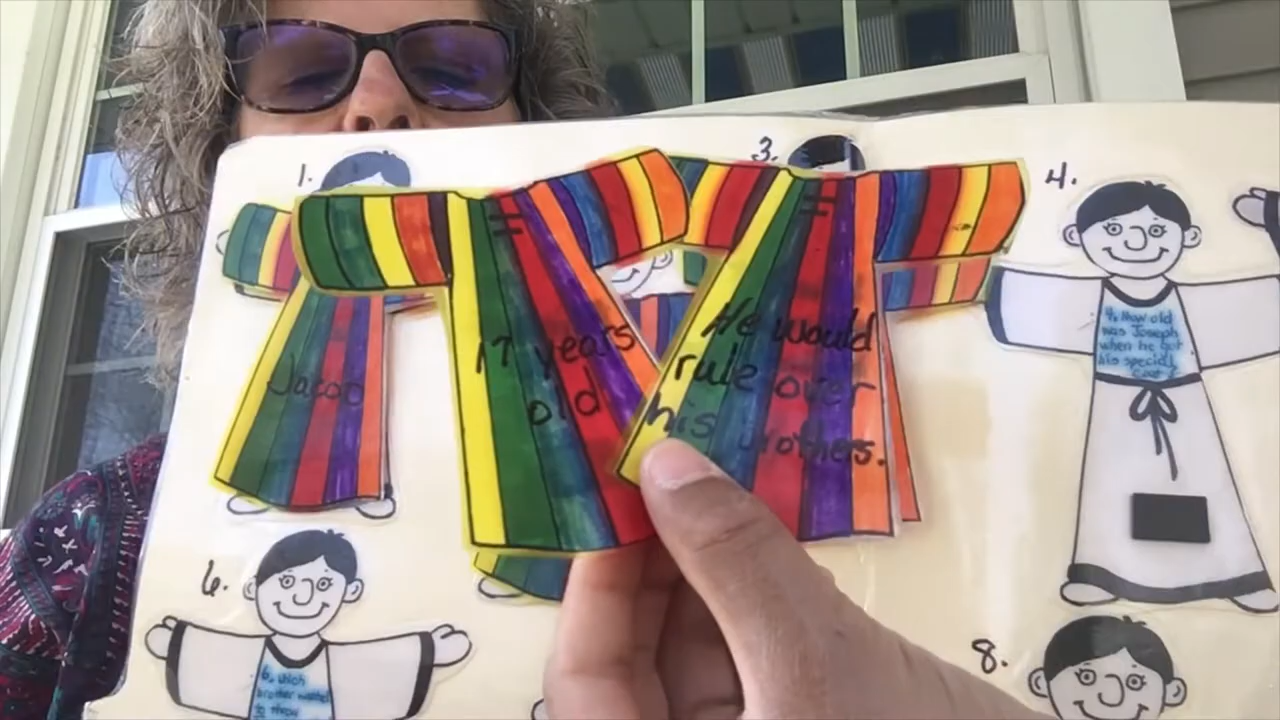 1.
3.
4.
Jacob
17 years
old
He would
rule over
his brothers.
4. How old
was Joseph
when he got
his special
coat
6.
6. Which
brother wanted
to throw
8.